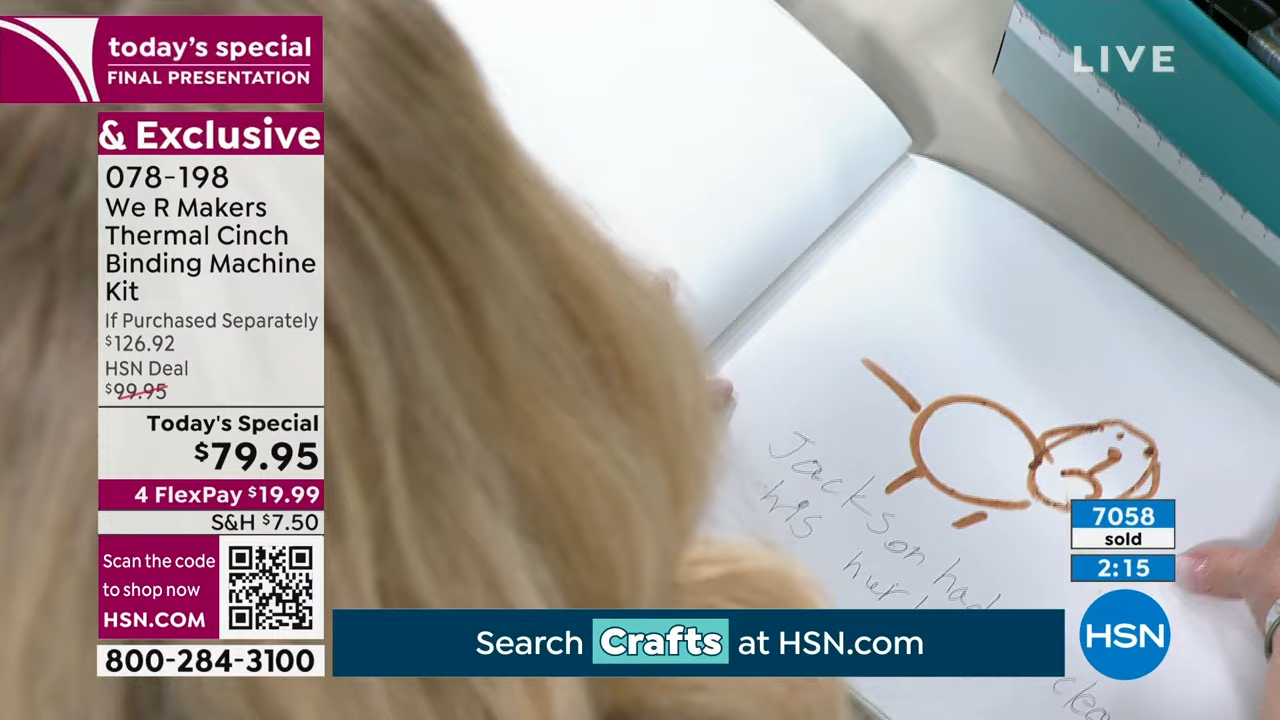 today's special
FINAL PRESENTATION
& Exclusive
078-198
We R Makers
Thermal Cinch
Binding Machine
Kit
If Purchased Separately
$126.92
HSN Deal
$99.95
Today's Special
$79.95
4 FlexPay $19.99
S&H $7.50
Scan the code
to shop now
HSN.COM
800-284-3100
LIVE
Jackson had
his
7058
sold
2:15
HSN
Search Crafts at HSN.com